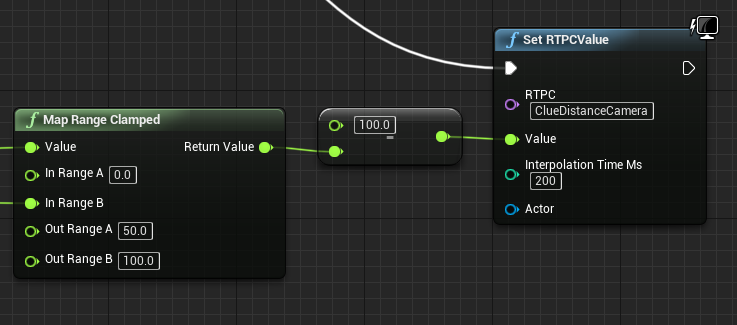 f Set RTPCValue
RTPC
ClueDistanceCamera
Value
Interpolation Time Ms
200
Actor
f Map Range Clamped
Value Return Value
In Range A 0.0
In Range B
Out Range A 50.0
Out Range B 100.0
100.0
-